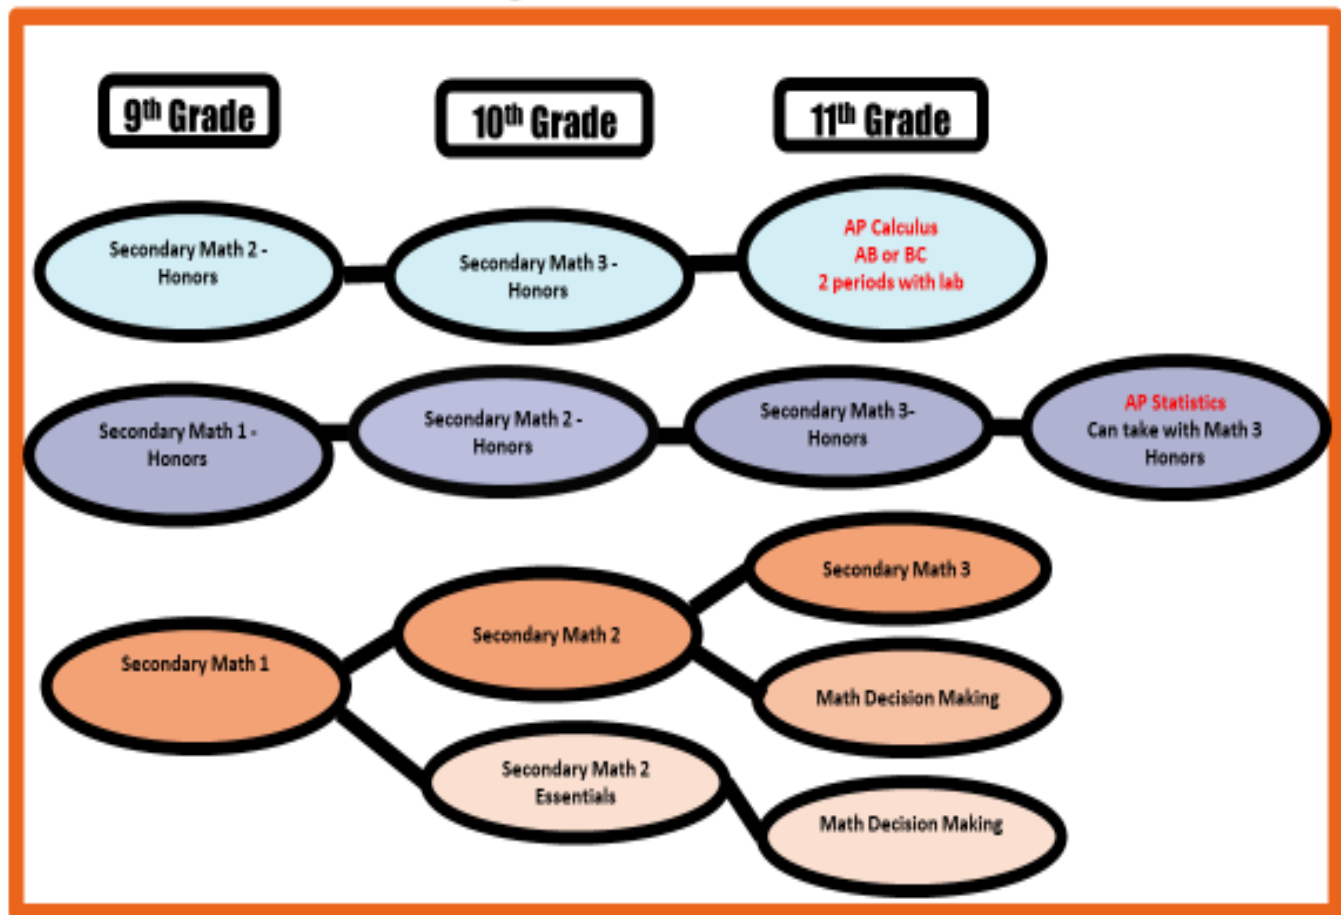 9th Grade
10th Grade
11th Grade
Secondary Math 2 -
Honors
Secondary Math 3 -
Honors
AP Calculus
AB or BC
2 periods with lab
Secondary Math 1 -
Honors
Secondary Math 2 -
Honors
Secondary Math 3-
Honors
AP Statistics
Can take with Math 3
Honors
Secondary Math 1
Secondary Math 2
Secondary Math 3
Math Decision Making
Secondary Math 2
Essentials
Math Decision Making